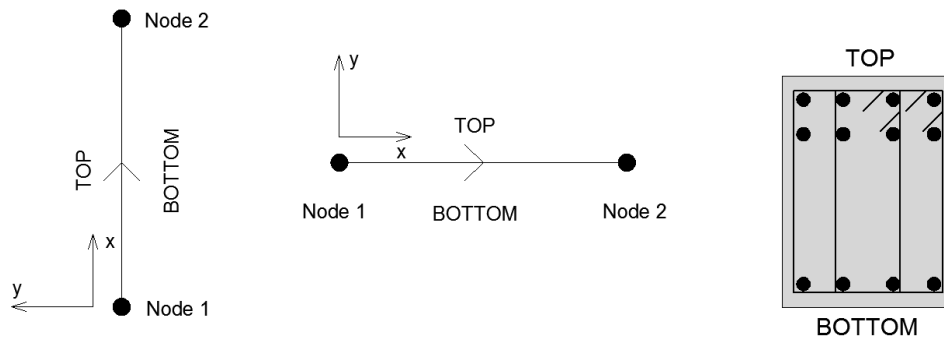 Node 2
TOP
BOTTOM
x
y
Node 1
y
x
TOP
Node 1
BOTTOM
Node 2
TOP
BOTTOM